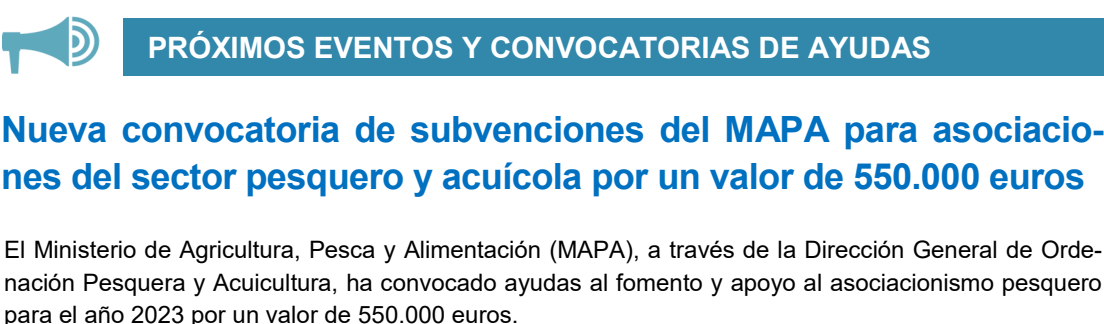 PRÓXIMOS EVENTOS Y CONVOCATORIAS DE AYUDAS
Nueva convocatoria de subvenciones del MAPA para asociacio-
nes del sector pesquero y acuícola por un valor de 550.000 euros
El Ministerio de Agricultura, Pesca y Alimentación (MAPA), a través de la Dirección General de Orde-
nación Pesquera y Acuicultura, ha convocado ayudas al fomento y apoyo al asociacionismo pesquero
para el año 2023 por un valor de 550.000 euros.